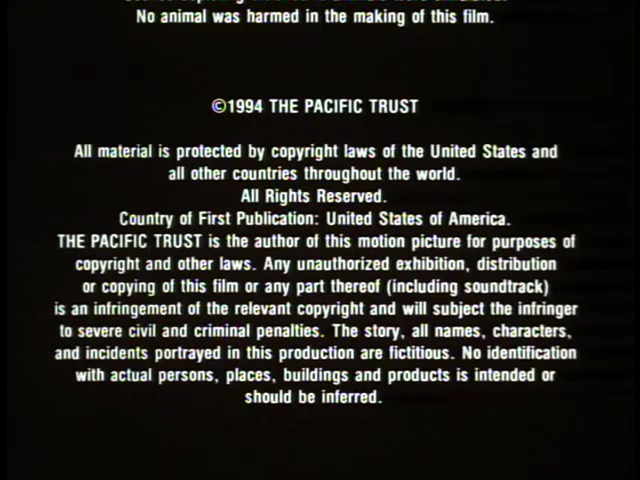 No animal was harmed in the making of this film.
©1994 THE PACIFIC TRUST
All material is protected by copyright laws of the United States and
all other countries throughout the world.
All Rights Reserved.
Country of First Publication: United States of America.
THE PACIFIC TRUST is the author of this motion picture for purposes of
copyright and other laws. Any unauthorized exhibition, distribution
or copying of this film or any part thereof (including soundtrack)
is an infringement of the relevant copyright and will subject the infringer
to severe civil and criminal penalties. The story, all names, characters,
and incidents portrayed in this production are fictitious. No identification
with actual persons, places, buildings and products is intended or
should be inferred.